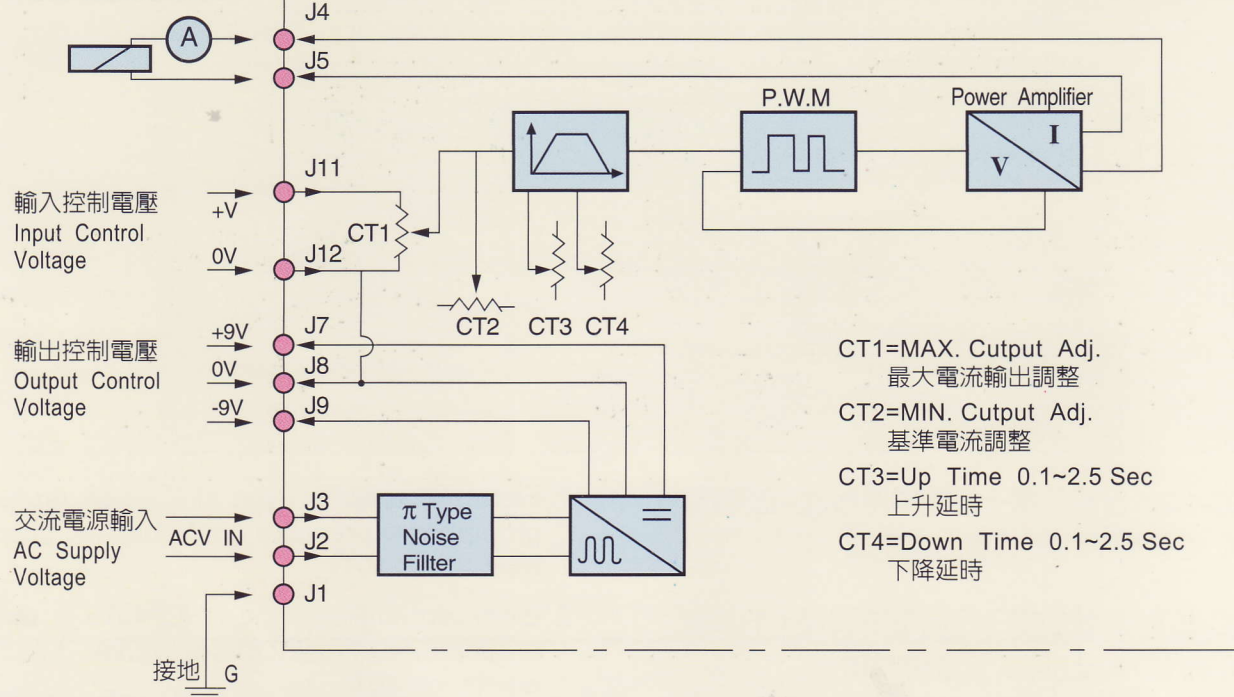 J4
A
J5
P.W.M
Power Amplifier
I
V
J11
輸入控制電壓
+V
Input Control
Voltage
CT1
0V
J12
CT2
CT3
CT4
+9V
J7
輸出控制電壓
0V
J8
Output Control
Voltage
-9V
J9
CT1=MAX. Cutput Adj.
最大電流輸出調整
CT2=MIN. Cutput Adj.
基準電流調整
CT3=Up Time 0.1~2.5 Sec
上升延時
CT4=Down Time 0.1~2.5 Sec
下降延時
交流電源輸入
ACV IN
AC Supply
Voltage
J3
J2
π Type
Noise
Fillter
J1
接地
G